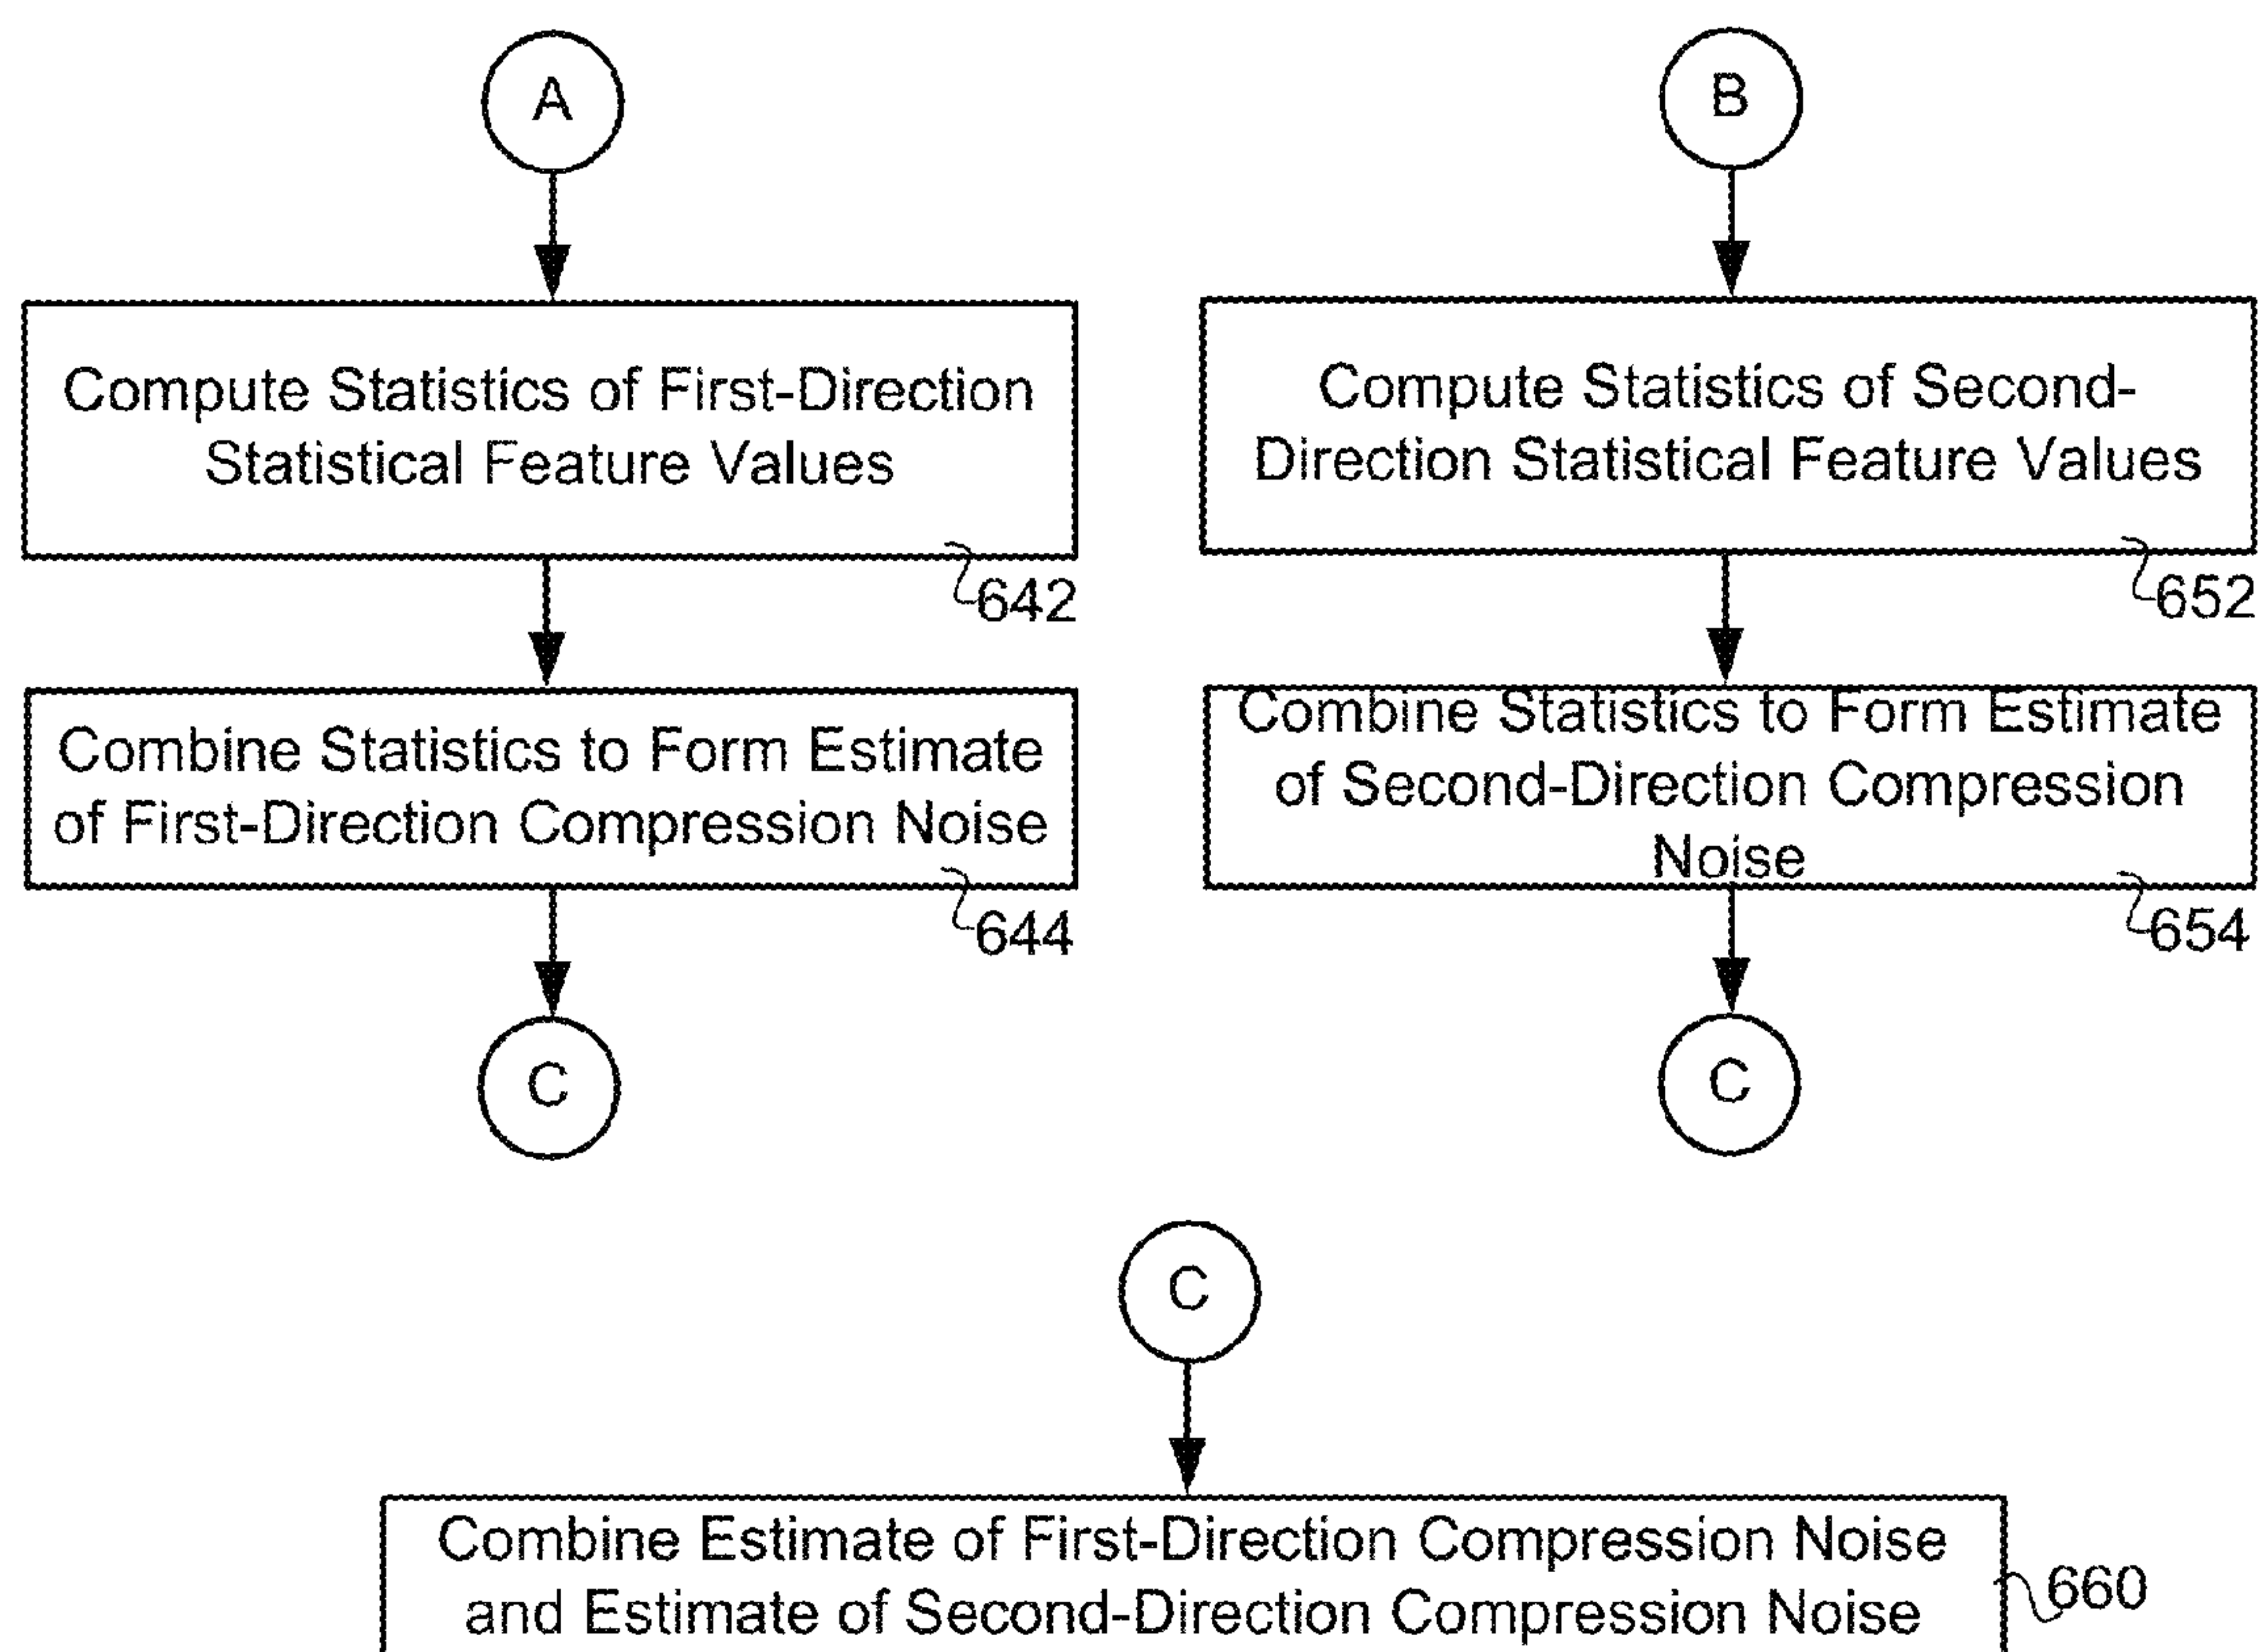 A
B
Compute Statistics of First-Direction
Statistical Feature Values
642
Compute Statistics of Second-
Direction Statistical Feature Values
652
Combine Statistics to Form Estimate
of First-Direction Compression Noise
644
Combine Statistics to Form Estimate
of Second-Direction Compression
Noise
654
C
C
C
Combine Estimate of First-Direction Compression Noise
and Estimate of Second-Direction Compression Noise
660